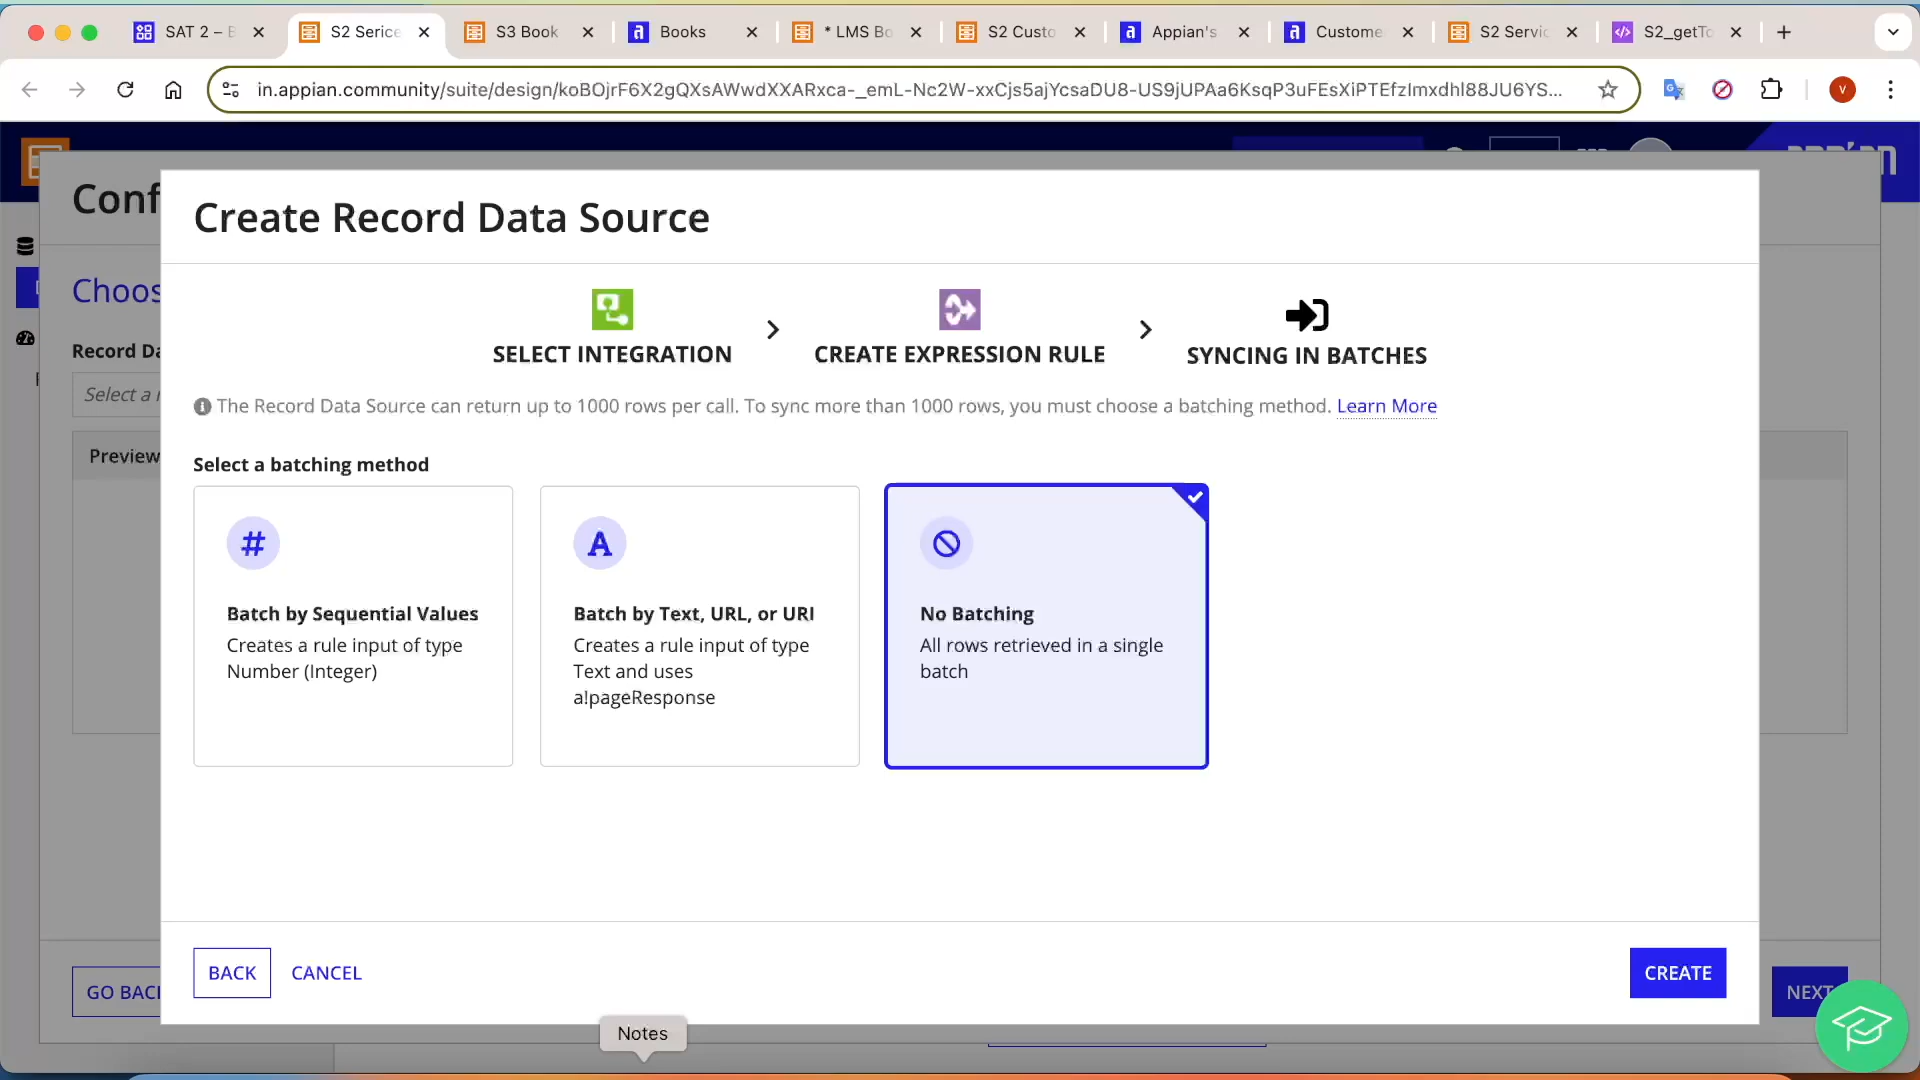 SAT 2 – E
S2 Serice
S3 Book
Books
* LMS Bo
S2 Custo
Appian's
Custome
S2 Servic
S2_getTo
in.appian.community/suite/design/koBOjrF6X2gQXsAWwdXXARxca-_emL-Nc2W-xxCjs5ajYcsaDU8-US9jUPAa6KsqP3uFEsXiPTEfzImxdhl88JU6YS...
V
Conf
Create Record Data Source
Choos
SELECT INTEGRATION
CREATE EXPRESSION RULE
SYNCING IN BATCHES
Record Da
Select a r
The Record Data Source can return up to 1000 rows per call. To sync more than 1000 rows, you must choose a batching method. Learn More
Preview
Select a batching method
#
A
Batch by Sequential Values
Creates a rule input of type
Number (Integer)
Batch by Text, URL, or URI
Creates a rule input of type
Text and uses
a!pageResponse
No Batching
All rows retrieved in a single
batch
BACK
CANCEL
CREATE
GO BACK
NEXT
Notes